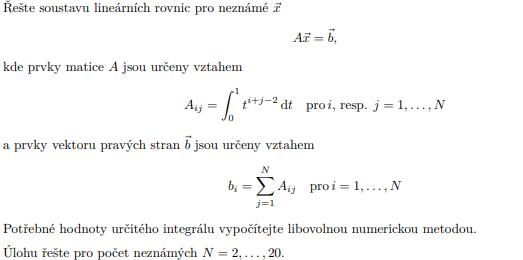 Řešte soustavu lineárních rovnic pro neznámé $\vec{x}$
$A\vec{x} = \vec{b},$
kde prvky matice $A$ jsou určeny vztahem
$A_{ij} = \int_0^1 t^{i+j-2}\, \mathrm{d}t \quad \text{pro}\, i, \text{ resp. } j = 1, \ldots, N$
a prvky vektoru pravých stran $\vec{b}$ jsou určeny vztahem
$b_i = \sum_{j=1}^{N} A_{ij} \quad \text{pro}\, i = 1, \ldots, N$
Potřebné hodnoty určitého integrálu vypočítejte libovolnou numerickou metodou.
Úlohu řešte pro počet neznámých $N = 2, \ldots, 20.$